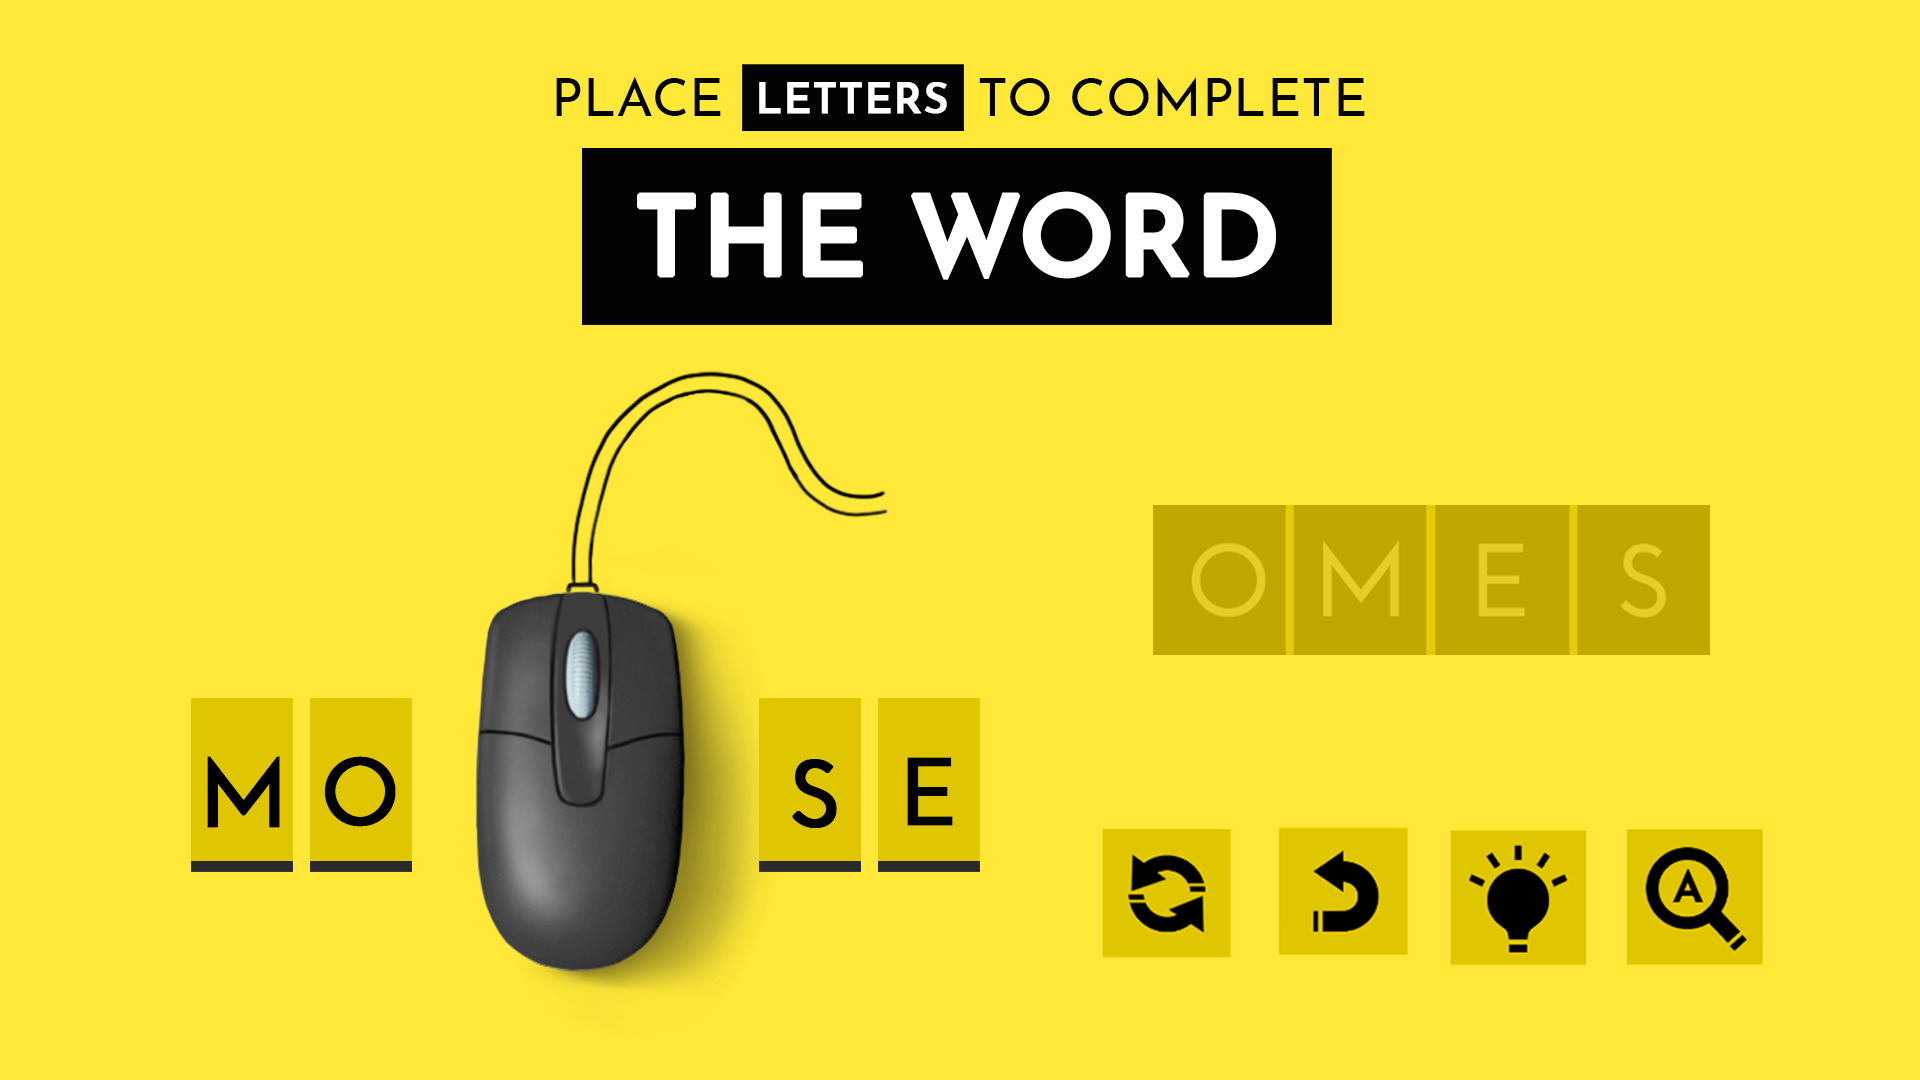 PLACE LETTERS TO COMPLETE
THE WORD
O M E S
M O S E
A